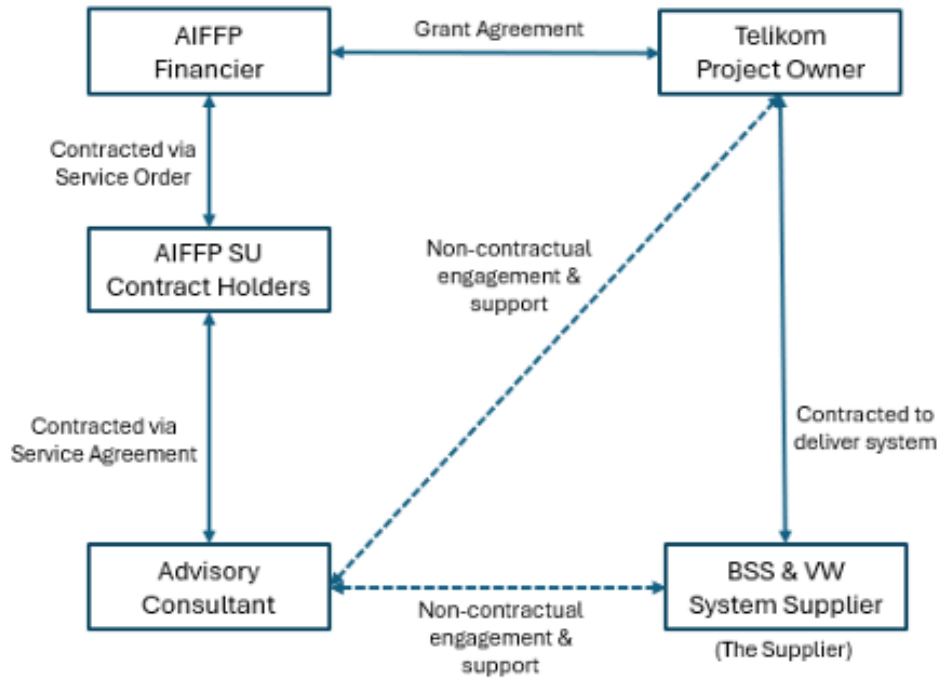 AIFFP
Financier
Grant Agreement
Telikom
Project Owner
Contracted via
Service Order
AIFFP SU
Contract Holders
Non-contractual
engagement &
support
Contracted via
Service Agreement
Contracted to
deliver system
Advisory
Consultant
Non-contractual
engagement &
support
BSS & VW
System Supplier
(The Supplier)